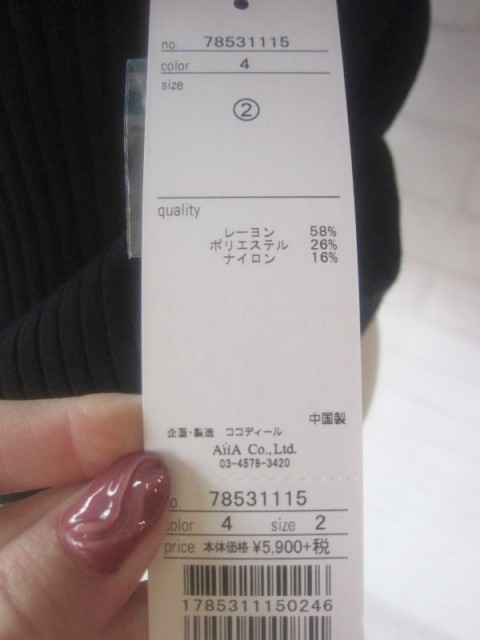 no. 78531115
color 4
size
②
quality
レーヨン 58%
ポリエステル 26%
ナイロン 16%
中国製
企画・製造 ココディール
AiiA Co.,Ltd.
03-4578-3420
no 78531115
color 4 size 2
price 本体価格 ¥5,900+税
1785311150246